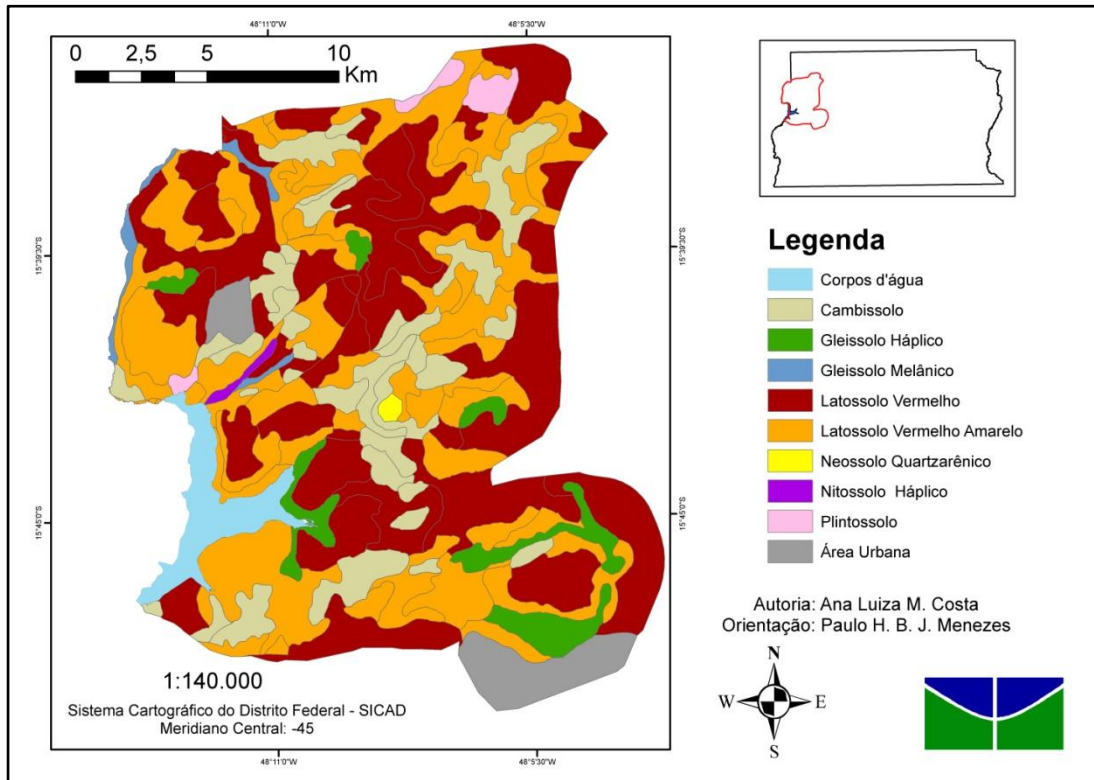 48°11'0"W
48°5'30"W
0 2,5 5 10
Km
15°39'30"S
15°39'30"S
15°45'0"S
15°45'0"S
1:140.000
Sistema Cartográfico do Distrito Federal - SICAD
Meridiano Central: -45
48°11'0"W
48°5'30"W
Legenda
Corpos d'água
Cambissolo
Gleissolo Háplico
Gleissolo Melânico
Latossolo Vermelho
Latossolo Vermelho Amarelo
Neossolo Quartzarênico
Nitossolo Háplico
Plintossolo
Área Urbana
Autoria: Ana Luiza M. Costa
Orientação: Paulo H. B. J. Menezes
N
W E
S